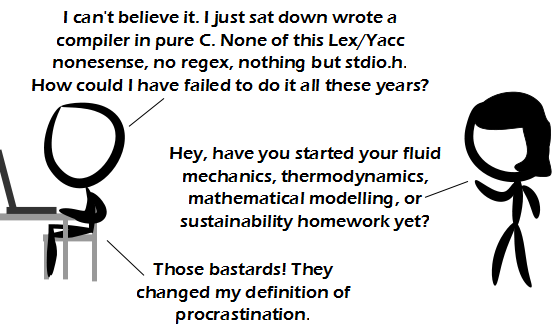 I can't believe it. I just sat down wrote a
compiler in pure C. None of this Lex/Yacc
nonesense, no regex, nothing but stdio.h.
How could I have failed to do it all these years?
Hey, have you started your fluid
mechanics, thermodynamics,
mathematical modelling, or
sustainability homework yet?
Those bastards! They
changed my definition of
procrastination.